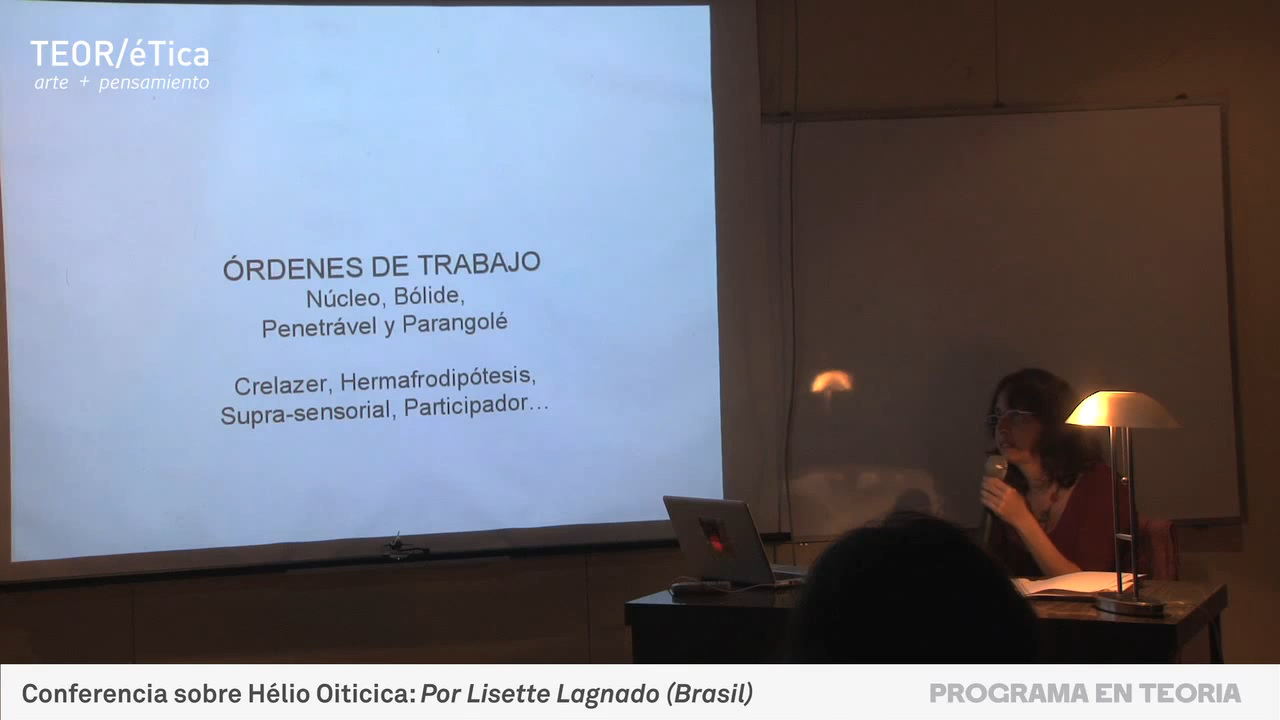 TEOR/éTica
arte + pensamiento
ÓRDENES DE TRABAJO
Núcleo, Bólide,
Penetrável y Parangolé
Crelazer, Hermafrodipótesis,
Supra-sensorial, Participador…
Conferencia sobre Hélio Oiticica: Por Lisette Lagnado (Brasil)
PROGRAMA EN TEORIA